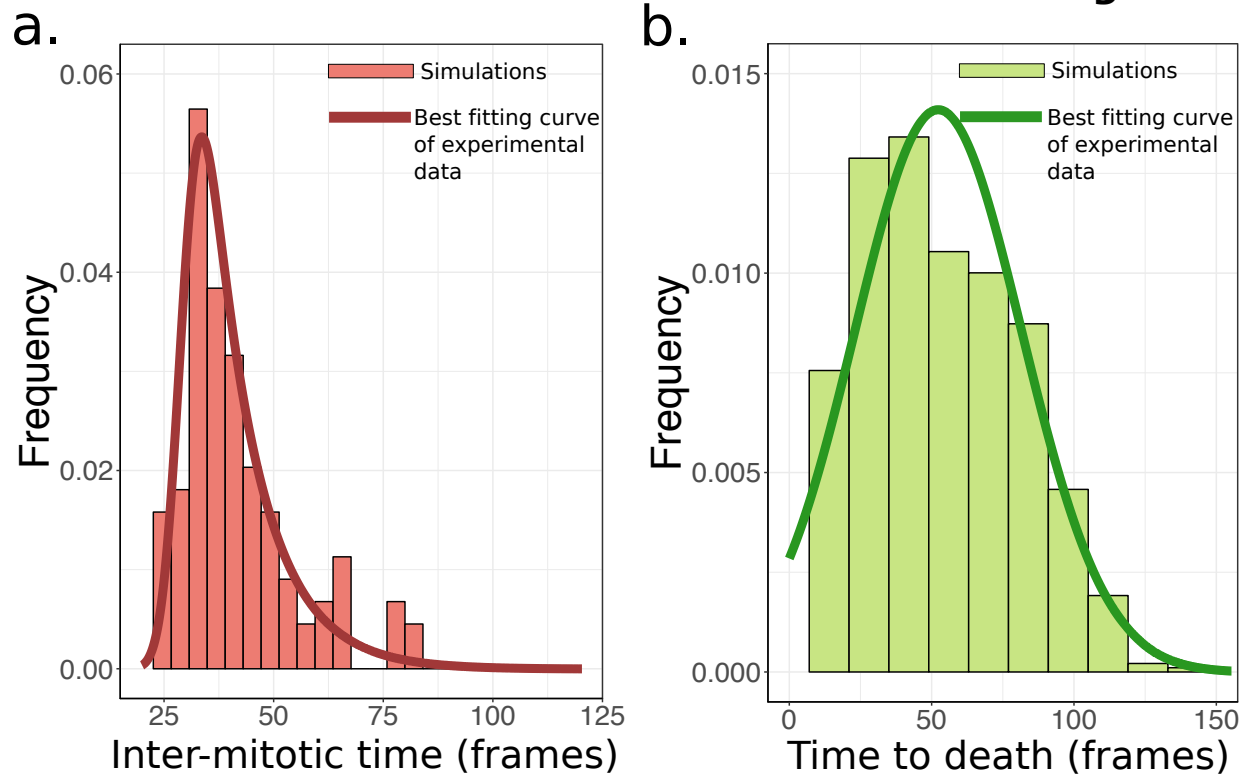 a.
0.06
0.04
0.02
0.00
Frequency
Simulations
Best fitting curve
of experimental
data
25
50
75
100
125
Inter-mitotic time (frames)
b.
0.015
0.010
0.005
0.000
Frequency
Simulations
Best fitting curve
of experimental
data
0
50
100
150
Time to death (frames)